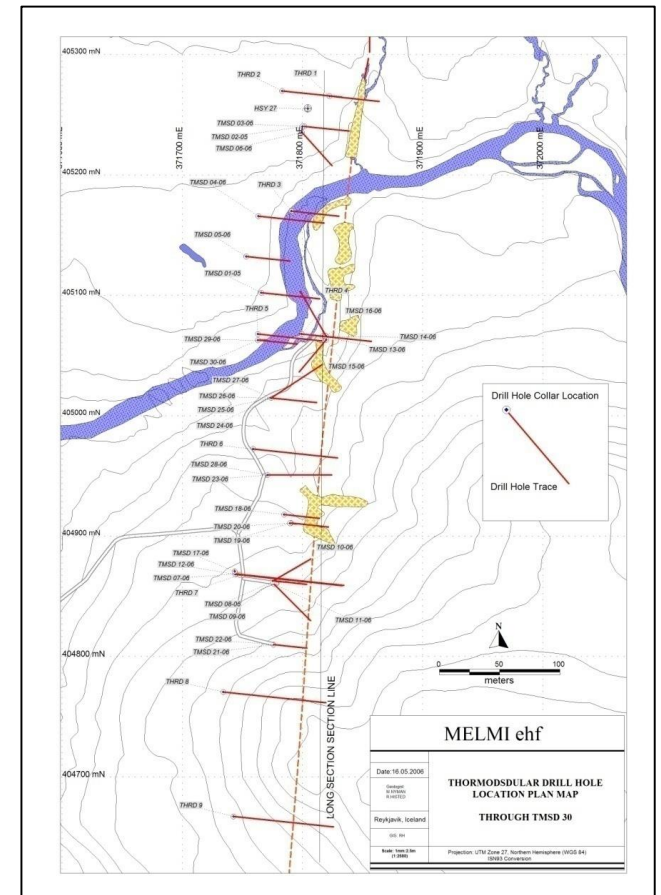 405300 mN
371700 mE
371800 mE
371900 mE
372000 mE
THRD 2
THRD 1
HSY 27
TMSD 03-06
TMSD 02-05
TMSD 06-06
405200 mN
TMSD 04-06
THRD 3
TMSD 05-06
TMSD 01-05
405100 mN
THRD 4
THRD 5
TMSD 16-06
TMSD 29-06
TMSD 14-06
TMSD 13-06
TMSD 30-06
TMSD 15-06
TMSD 27-06
TMSD 26-06
405000 mN
TMSD 25-06
TMSD 24-06
THRD 6
TMSD 28-06
TMSD 23-06
TMSD 18-06
TMSD 20-06
404900 mN
TMSD 19-06
TMSD 17-06
TMSD 10-06
TMSD 12-06
TMSD 07-06
THRD 7
TMSD 08-06
TMSD 09-06
TMSD 11-06
TMSD 22-06
TMSD 21-06
404800 mN
THRD 8
404700 mN
THRD 9
LONG SECTION SECTION LINE
Drill Hole Collar Location
Drill Hole Trace
N
0 50 100
meters
MELMI ehf
Date:16.05.2006
Geologist
Reykjavik, Iceland
THORMODSDULAR DRILL HOLE
LOCATION PLAN MAP
THROUGH TMSD 30
Scale: 1mm:2.5m
(1:2500)
Projection: UTM Zone 27, Northern Hemisphere (WGS 84)
ISN93 Conversion